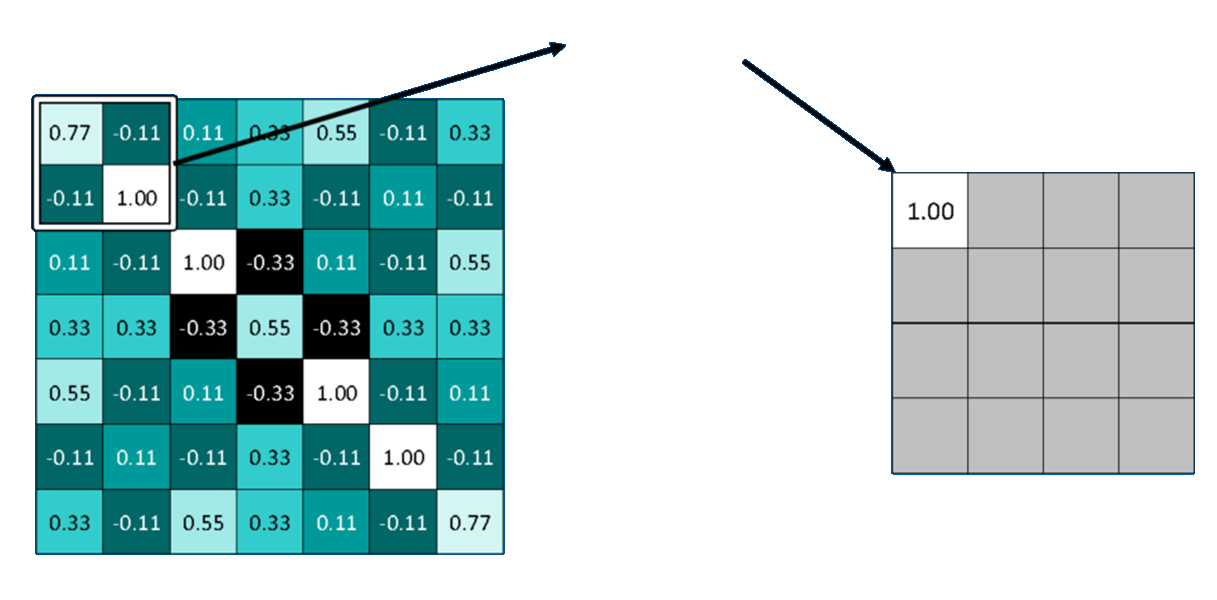 0.77 -0.11 0.11 0.33 0.55 -0.11 0.33
-0.11 1.00 -0.11 0.33 -0.11 0.11 -0.11
0.11 -0.11 1.00 -0.33 0.11 -0.11 0.55
0.33 0.33 -0.33 0.55 -0.33 0.33 0.33
0.55 -0.11 0.11 -0.33 1.00 -0.11 0.11
-0.11 0.11 -0.11 0.33 -0.11 1.00 -0.11
0.33 -0.11 0.55 0.33 0.11 -0.11 0.77
1.00